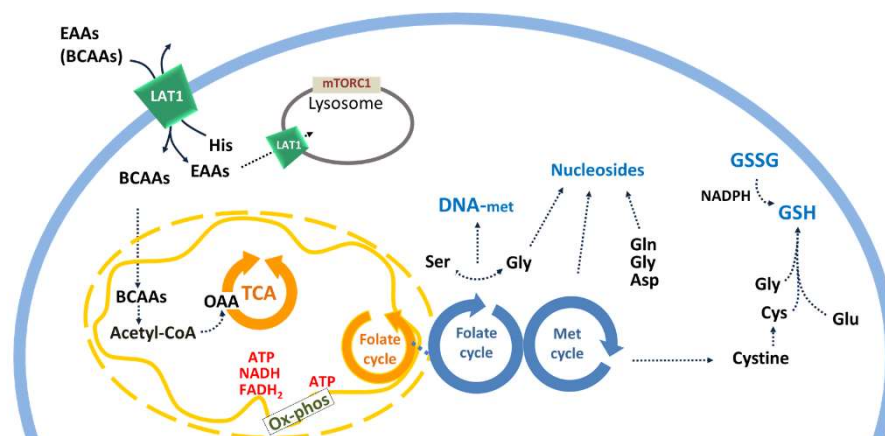 EAAs
(BCAAs)
LAT1
His
EAAs
BCAAs
mTORC1
Lysosome
LAT1
BCAAs
Acetyl-CoA
OAA
TCA
ATP
NADH
FADH₂
ATP
Ox-phos
Folate
cycle
Folate
cycle
Met
cycle
Ser
Gly
DNA-met
Nucleosides
Gln
Gly
Asp
GSSG
NADPH
GSH
Gly
Cys
Glu
Cystine